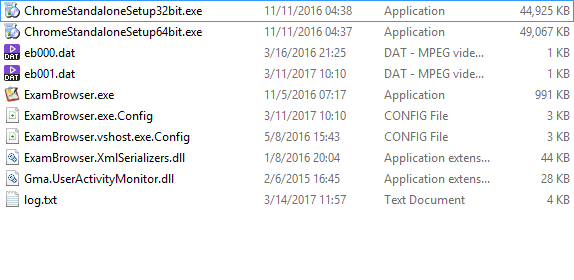 ChromeStandaloneSetup32bit.exe 11/11/2016 04:38 Application 44,925 KB
ChromeStandaloneSetup64bit.exe 11/11/2016 04:37 Application 49,067 KB
DAT eb000.dat 3/16/2016 21:25 DAT - MPEG vide... 1 KB
DAT eb001.dat 3/11/2017 10:10 DAT - MPEG vide... 1 KB
ExamBrowser.exe 11/5/2016 07:17 Application 991 KB
ExamBrowser.exe.Config 3/11/2017 10:10 CONFIG File 3 KB
ExamBrowser.vshost.exe.Config 5/8/2016 15:43 CONFIG File 3 KB
ExamBrowser.XmlSerializers.dll 1/8/2016 20:04 Application extens... 44 KB
Gma.UserActivityMonitor.dll 2/6/2015 16:45 Application extens... 28 KB
log.txt 3/14/2017 11:57 Text Document 4 KB